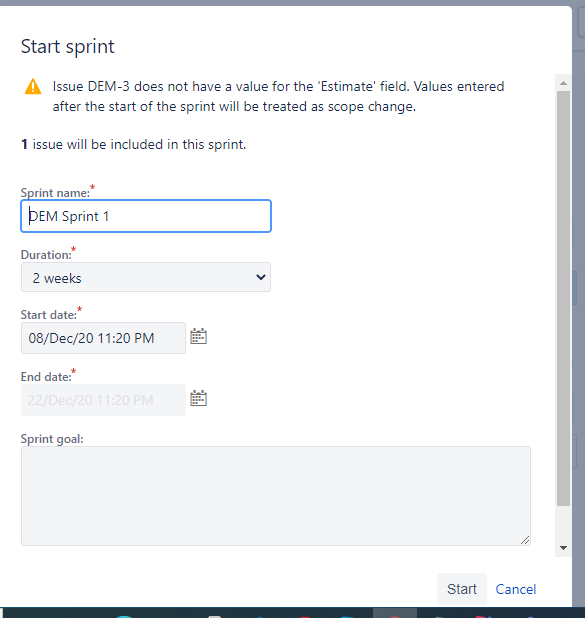 Start sprint
Issue DEM-3 does not have a value for the 'Estimate' field. Values entered
after the start of the sprint will be treated as scope change.
1 issue will be included in this sprint.
Sprint name:*
DEM Sprint 1
Duration:*
2 weeks
Start date:*
08/Dec/20 11:20 PM
End date:*
22/Dec/20 11:20 PM
Sprint goal:
Start Cancel